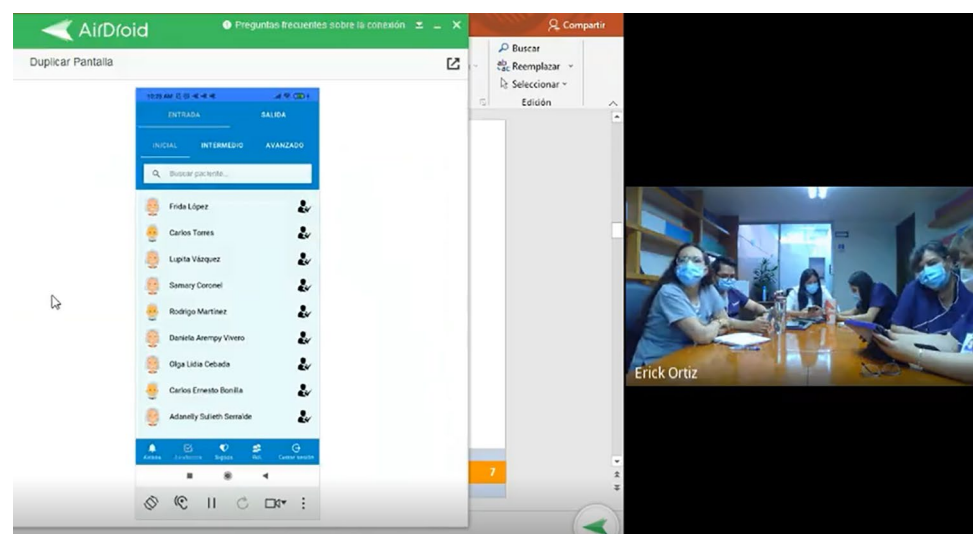 AirDroid
Preguntas frecuentes sobre la conexión
Duplicar Pantalla
ENTRADA SALIDA
INICIAL INTERMEDIO AVANZADO
Buscar paciente...
Frida López
Carlos Torres
Lupita Vázquez
Samary Coronel
Rodrigo Martínez
Daniela Arempy Vivero
Olga Lidia Cebada
Carlos Ernesto Bonilla
Adanelly Sulieth Serralde
Cerrar sesión
Compartir
Buscar
Reemplazar
Seleccionar
Edición
7
Erick Ortiz